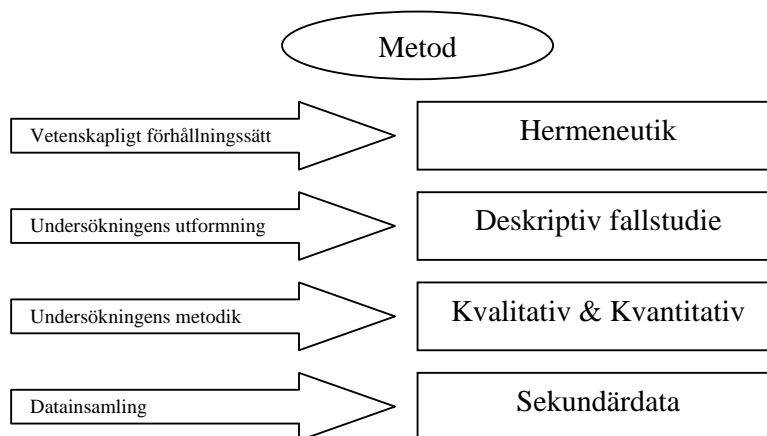 Metod
Vetenskapligt förhållningssätt
Hermeneutik
Undersökningens utformning
Deskriptiv fallstudie
Undersökningens metodik
Kvalitativ & Kvantitativ
Datainsamling
Sekundärdata